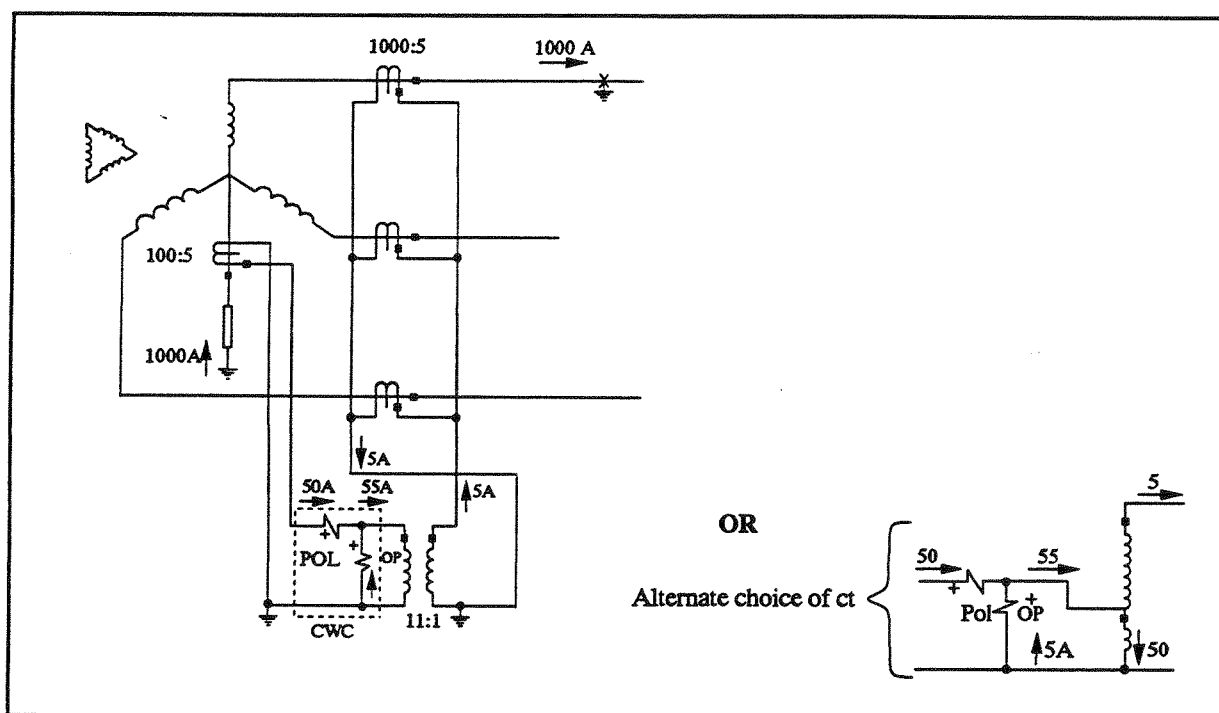 1000:5
1000 A
100:5
1000A
5A
50A
55A
5A
+
+
POL
OP
CWC
11:1
OR
Alternate choice of ct
5
50
55
+
Pol
+
OP
5A
50